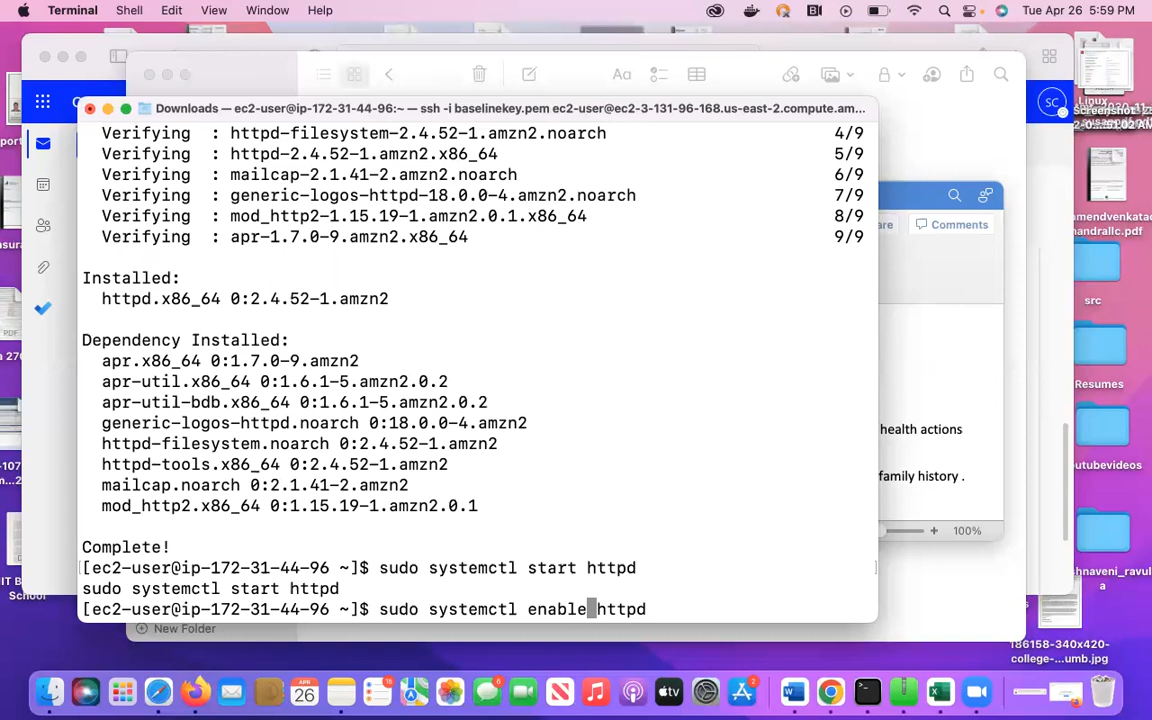 Terminal Shell Edit View Window Help Tue Apr 26 5:59 PM
Downloads — ec2-user@ip-172-31-44-96:~ — ssh -i baselinekey.pem ec2-user@ec2-3-131-96-168.us-east-2.compute.am...
Verifying : httpd-filesystem-2.4.52-1.amzn2.noarch 4/9
Verifying : httpd-2.4.52-1.amzn2.x86_64 5/9
Verifying : mailcap-2.1.41-2.amzn2.noarch 6/9
Verifying : generic-logos-httpd-18.0.0-4.amzn2.noarch 7/9
Verifying : mod_http2-1.15.19-1.amzn2.0.1.x86_64 8/9
Verifying : apr-1.7.0-9.amzn2.x86_64 9/9
Installed:
httpd.x86_64 0:2.4.52-1.amzn2
Dependency Installed:
apr.x86_64 0:1.7.0-9.amzn2
apr-util.x86_64 0:1.6.1-5.amzn2.0.2
apr-util-bdb.x86_64 0:1.6.1-5.amzn2.0.2
generic-logos-httpd.noarch 0:18.0.0-4.amzn2
httpd-filesystem.noarch 0:2.4.52-1.amzn2
httpd-tools.x86_64 0:2.4.52-1.amzn2
mailcap.noarch 0:2.1.41-2.amzn2
mod_http2.x86_64 0:1.15.19-1.amzn2.0.1
Complete!
[ec2-user@ip-172-31-44-96 ~]$ sudo systemctl start httpd
sudo systemctl start httpd
[ec2-user@ip-172-31-44-96 ~]$ sudo systemctl enable httpd
New Folder
SC
Comments
health actions
family history .
100%
Linux
src
Resumes
utubevideos
186158-340x420-
college-...umb.jpg
APR
26